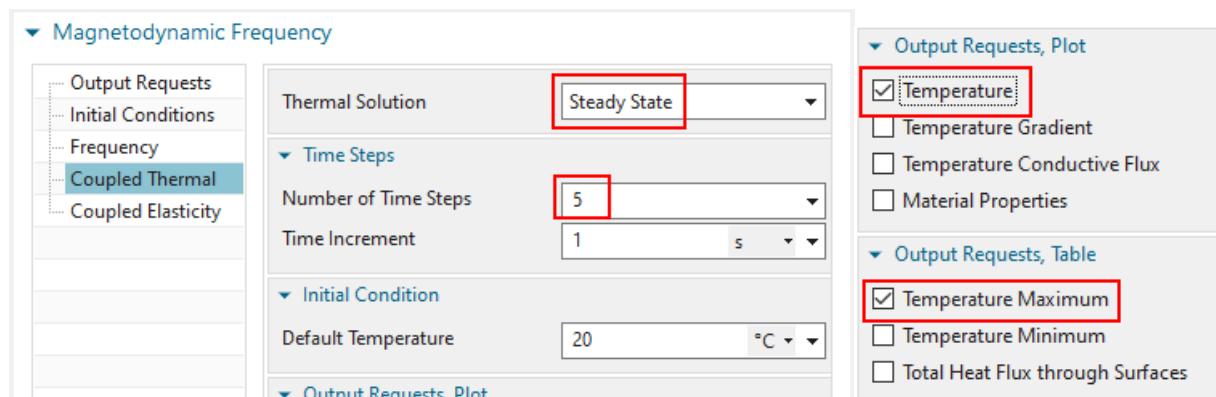 Magnetodynamic Frequency
Output Requests
Initial Conditions
Frequency
Coupled Thermal
Coupled Elasticity
Thermal Solution Steady State
Time Steps
Number of Time Steps 5
Time Increment 1 s
Initial Condition
Default Temperature 20 °C
Output Requests, Plot
Output Requests, Plot
Temperature
Temperature Gradient
Temperature Conductive Flux
Material Properties
Output Requests, Table
Temperature Maximum
Temperature Minimum
Total Heat Flux through Surfaces